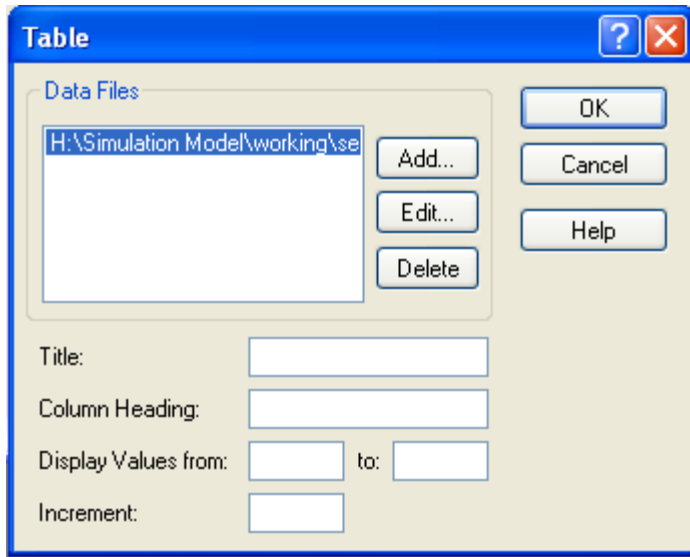 Table
Data Files
H:\Simulation Model\working\se
Add...
Edit...
Delete
OK
Cancel
Help
Title:
Column Heading:
Display Values from: to:
Increment: